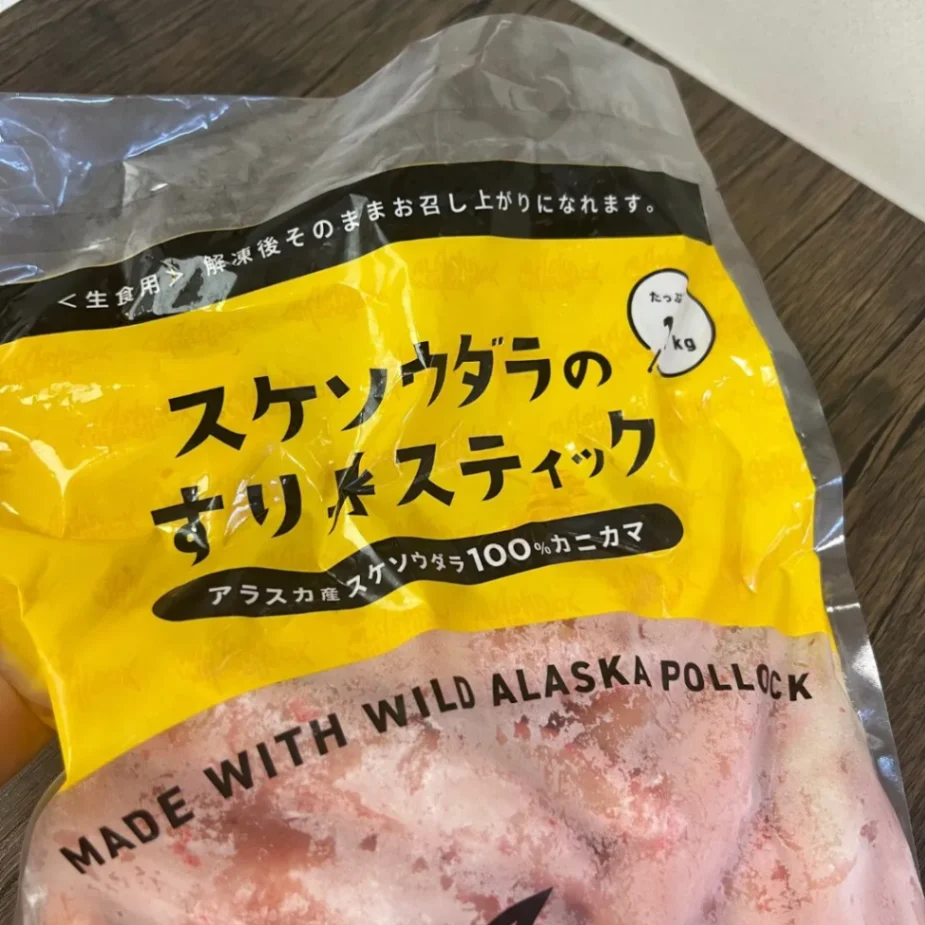 <生食用> 解凍後そのままお召し上がりになれます。
たっぷ
kg
スケソウダラの
すり身スティック
アラスカ産スケソウダラ100%カニカマ
MADE WITH WILD ALASKA POLLOCK